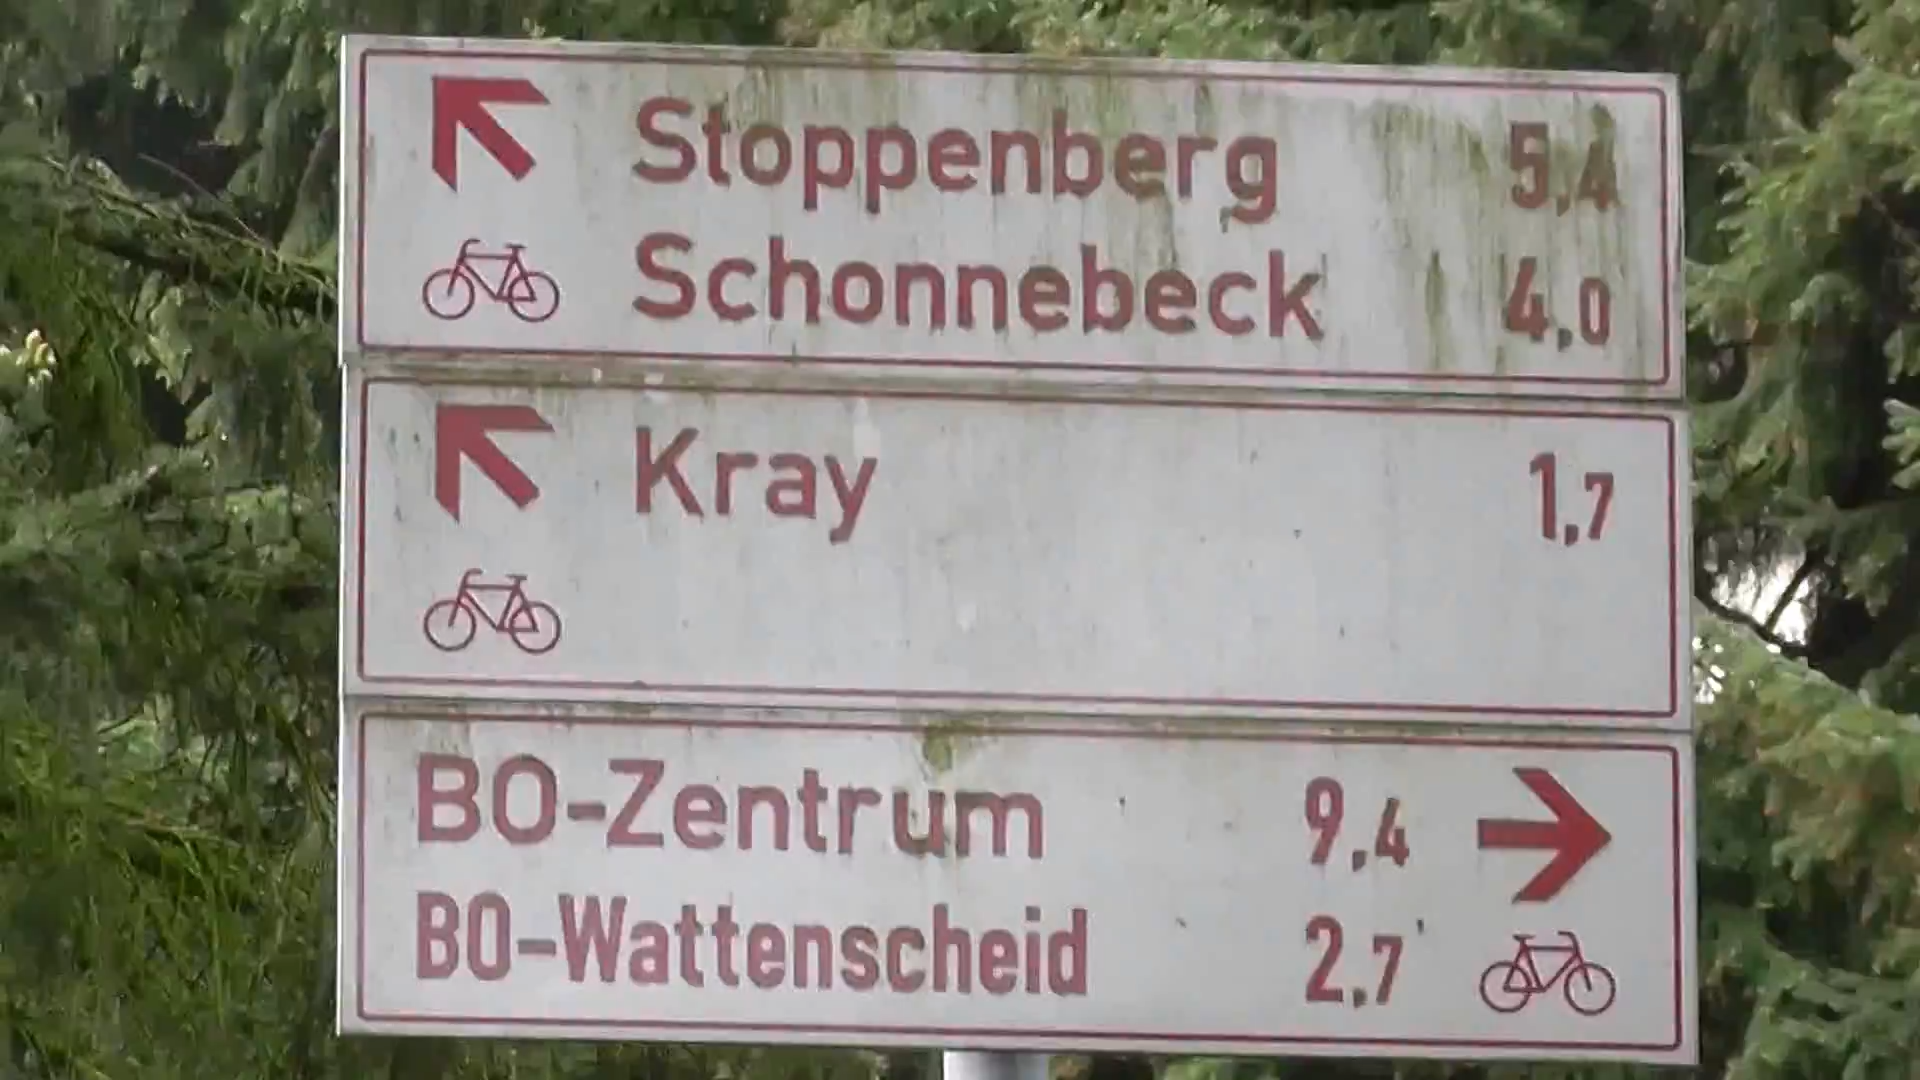 Stoppenberg 5,4
Schonnebeck 4,0
Kray 1,7
BO-Zentrum 9,4
BO-Wattenscheid 2,7